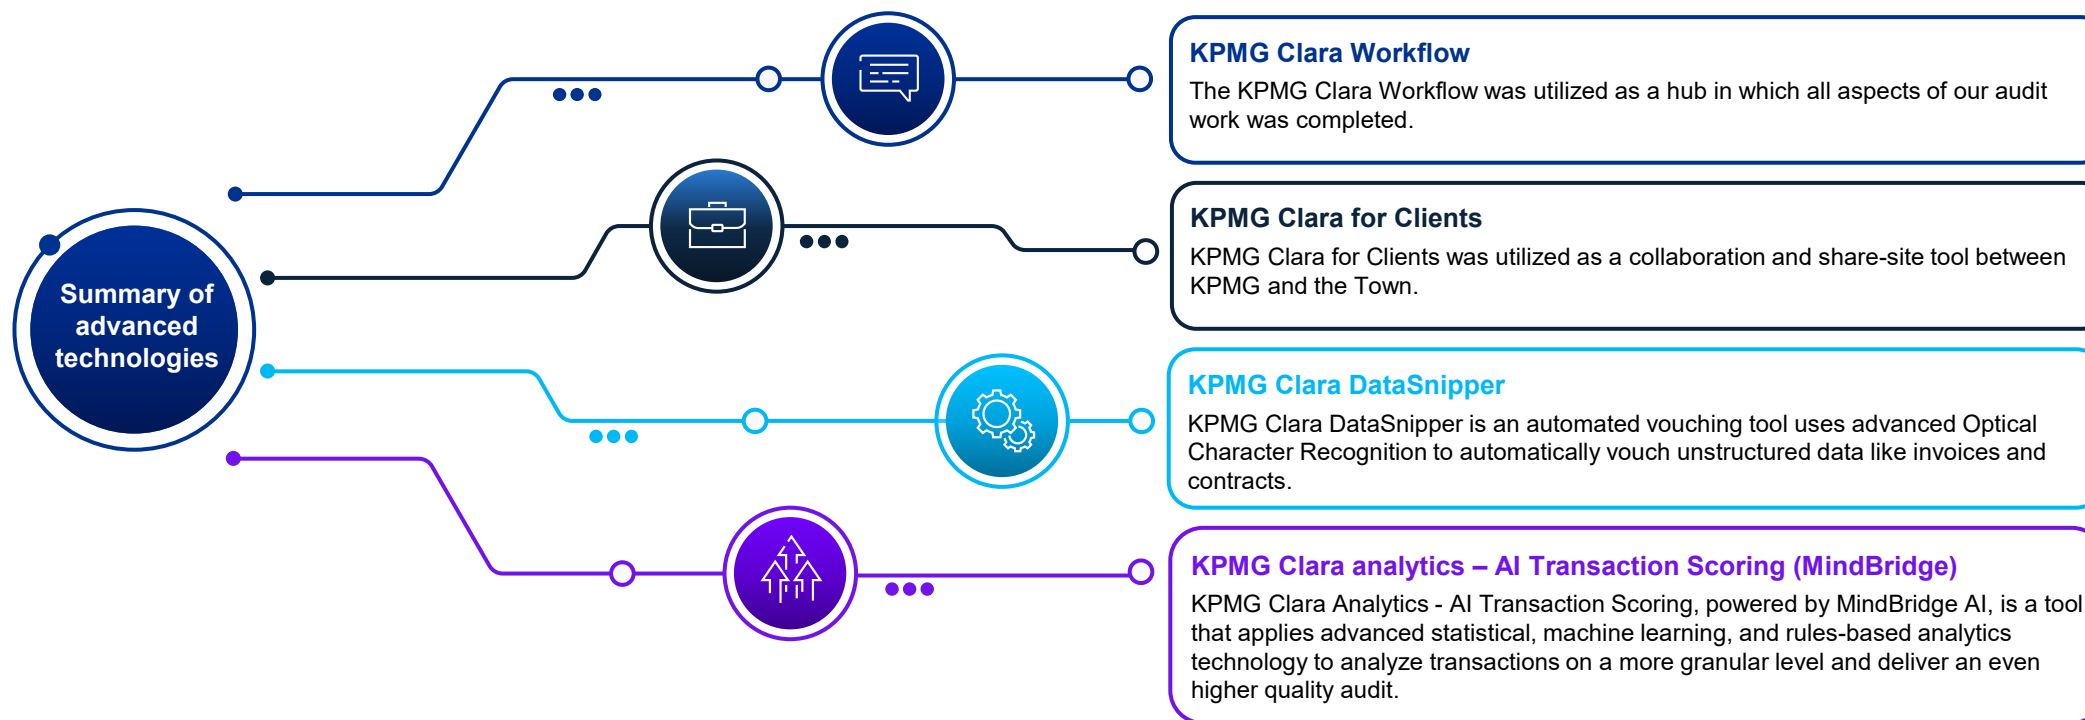 Summary of
advanced
technologies
KPMG Clara Workflow
The KPMG Clara Workflow was utilized as a hub in which all aspects of our audit
work was completed.
KPMG Clara for Clients
KPMG Clara for Clients was utilized as a collaboration and share-site tool between
KPMG and the Town.
KPMG Clara DataSnipper
KPMG Clara DataSnipper is an automated vouching tool uses advanced Optical
Character Recognition to automatically vouch unstructured data like invoices and
contracts.
KPMG Clara analytics – AI Transaction Scoring (MindBridge)
KPMG Clara Analytics - AI Transaction Scoring, powered by MindBridge AI, is a tool
that applies advanced statistical, machine learning, and rules-based analytics
technology to analyze transactions on a more granular level and deliver an even
higher quality audit.